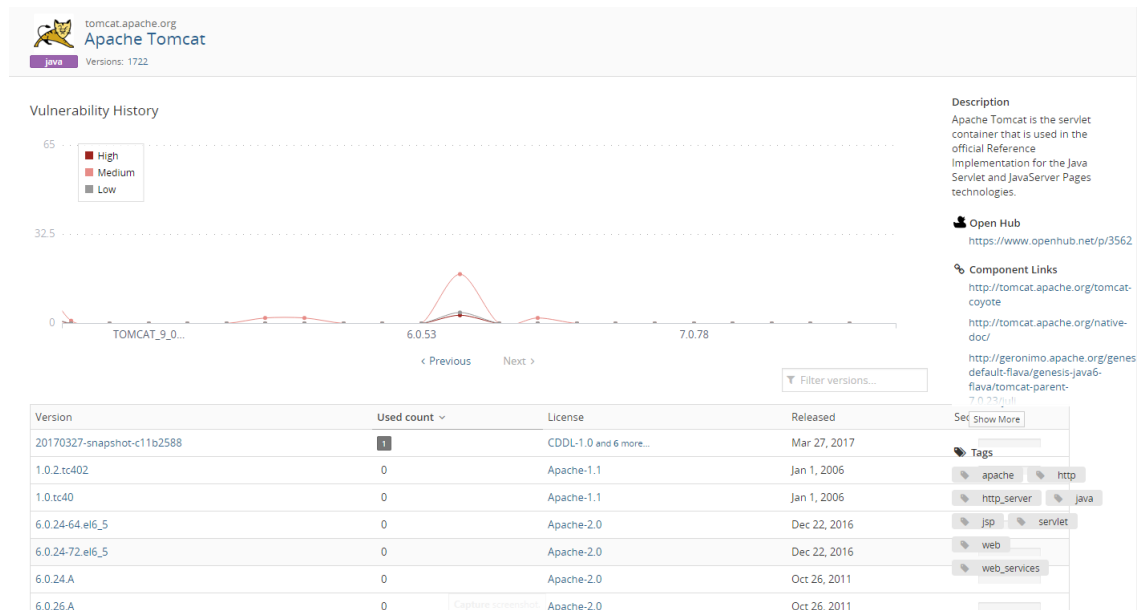 tomcat.apache.org
Apache Tomcat
java Versions: 1722
Vulnerability History
65
High
Medium
Low
32.5
0
TOMCAT_9_0...
6.0.53
7.0.78
‹ Previous Next ›
Filter versions...
Version Used count License Released
20170327-snapshot-c11b2588 1 CDDL-1.0 and 6 more... Mar 27, 2017
1.0.2.tc402 0 Apache-1.1 Jan 1, 2006
1.0.tc40 0 Apache-1.1 Jan 1, 2006
6.0.24-64.el6_5 0 Apache-2.0 Dec 22, 2016
6.0.24-72.el6_5 0 Apache-2.0 Dec 22, 2016
6.0.24.A 0 Apache-2.0 Oct 26, 2011
6.0.26.A 0 Capture screenshot. Apache-2.0 Oct 26, 2011
Description
Apache Tomcat is the servlet
container that is used in the
official Reference
Implementation for the Java
Servlet and JavaServer Pages
technologies.
Open Hub
https://www.openhub.net/p/3562
Component Links
http://tomcat.apache.org/tomcat-
coyote
http://tomcat.apache.org/native-
doc/
http://geronimo.apache.org/genes
default-flava/genesis-java6-
flava/tomcat-parent-
Show More
Tags
apache http
http_server java
jsp servlet
web
web_services